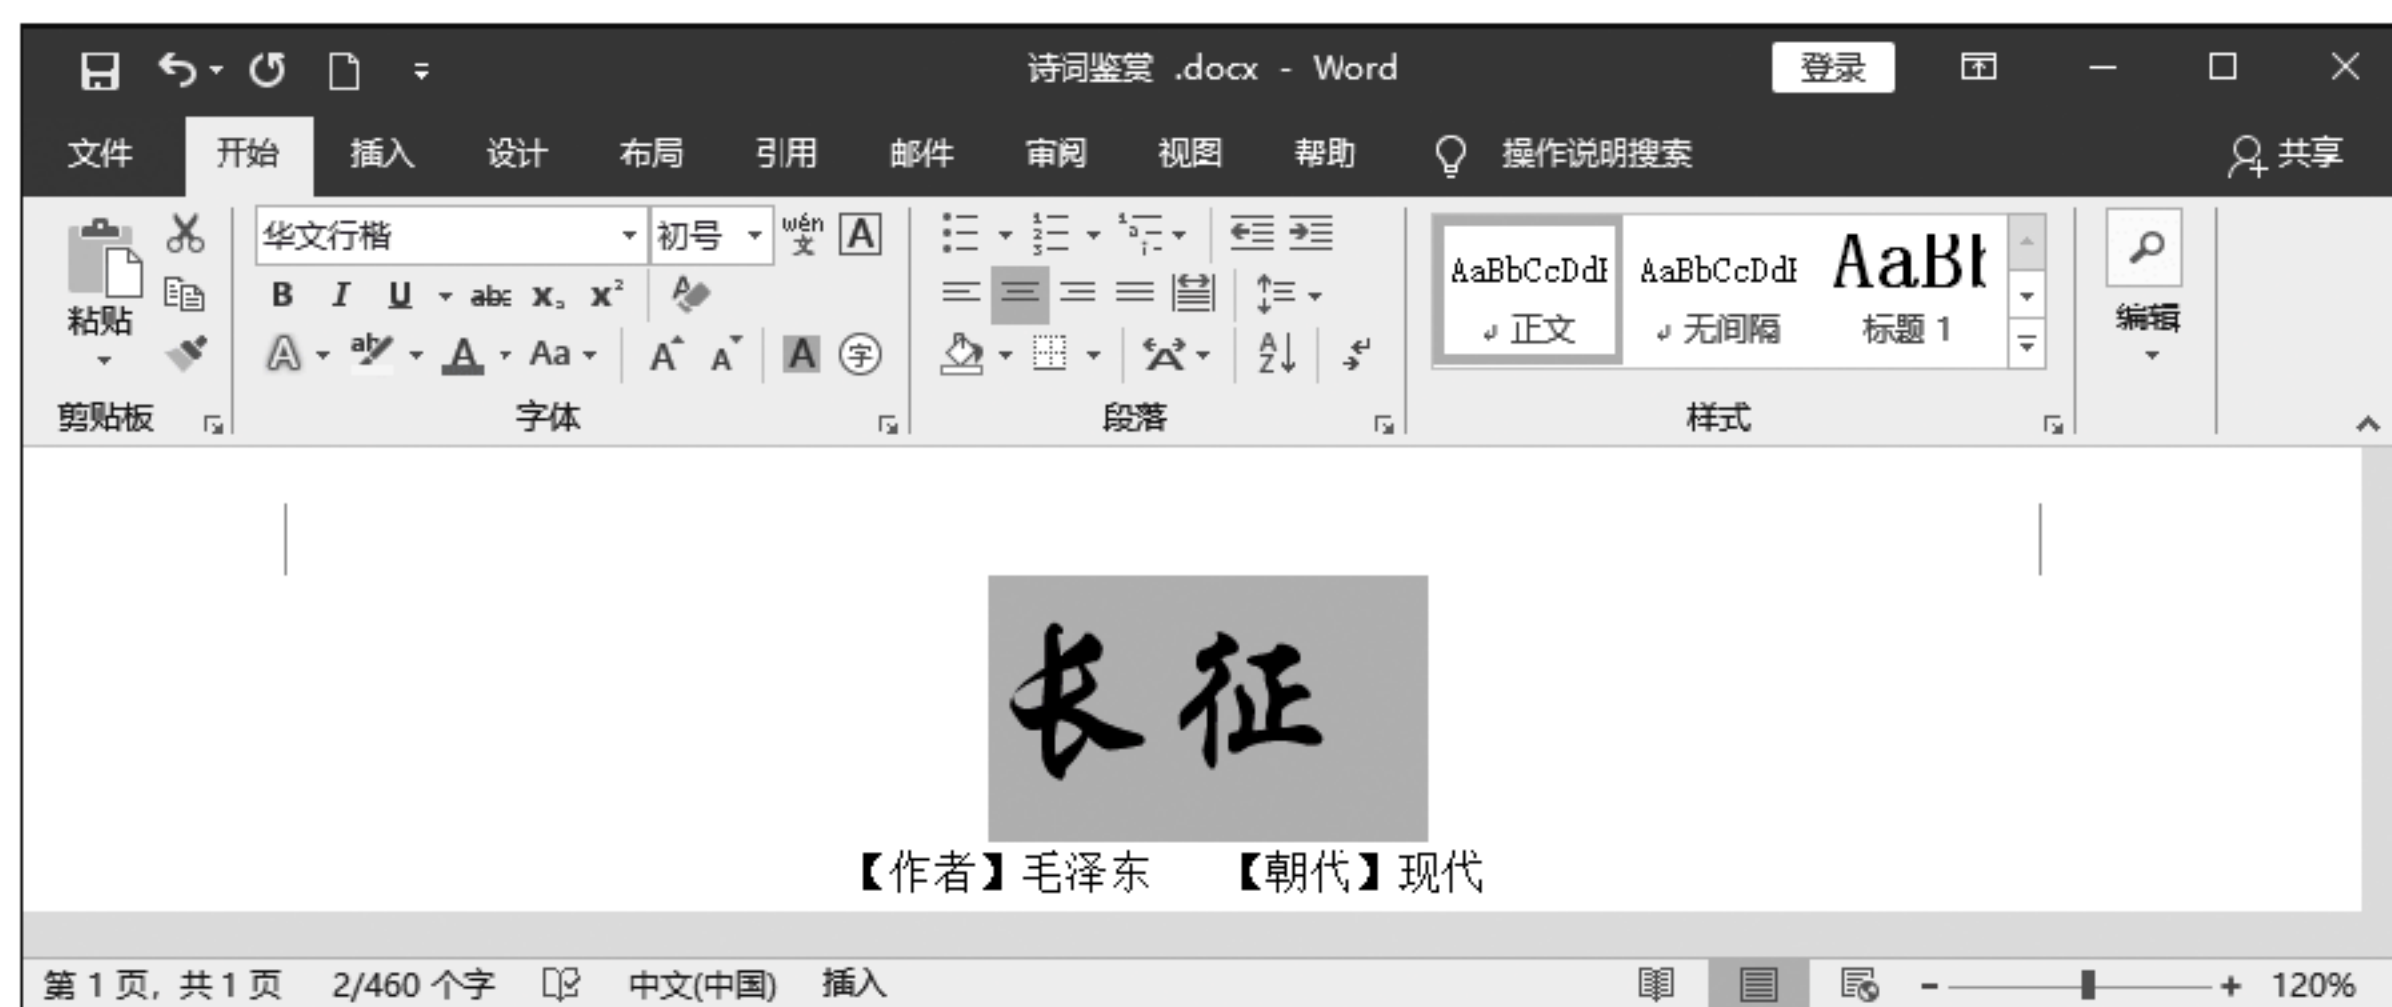 诗词鉴赏 .docx - Word 登录
文件 开始 插入 设计 布局 引用 邮件 审阅 视图 帮助 操作说明搜索 共享
华文行楷 初号 wén 文 A
粘贴 B I U abc x₂ x² A
A ab A Aa A A A 字 A A Z
AaBbCcDdI AaBbCcDdI AaBb
正文 无间隔 标题 1
编辑
剪贴板 字体 段落 样式
长 征
【作者】毛泽东 【朝代】现代
第 1 页, 共 1 页 2/460 个字 中文(中国) 插入 120%